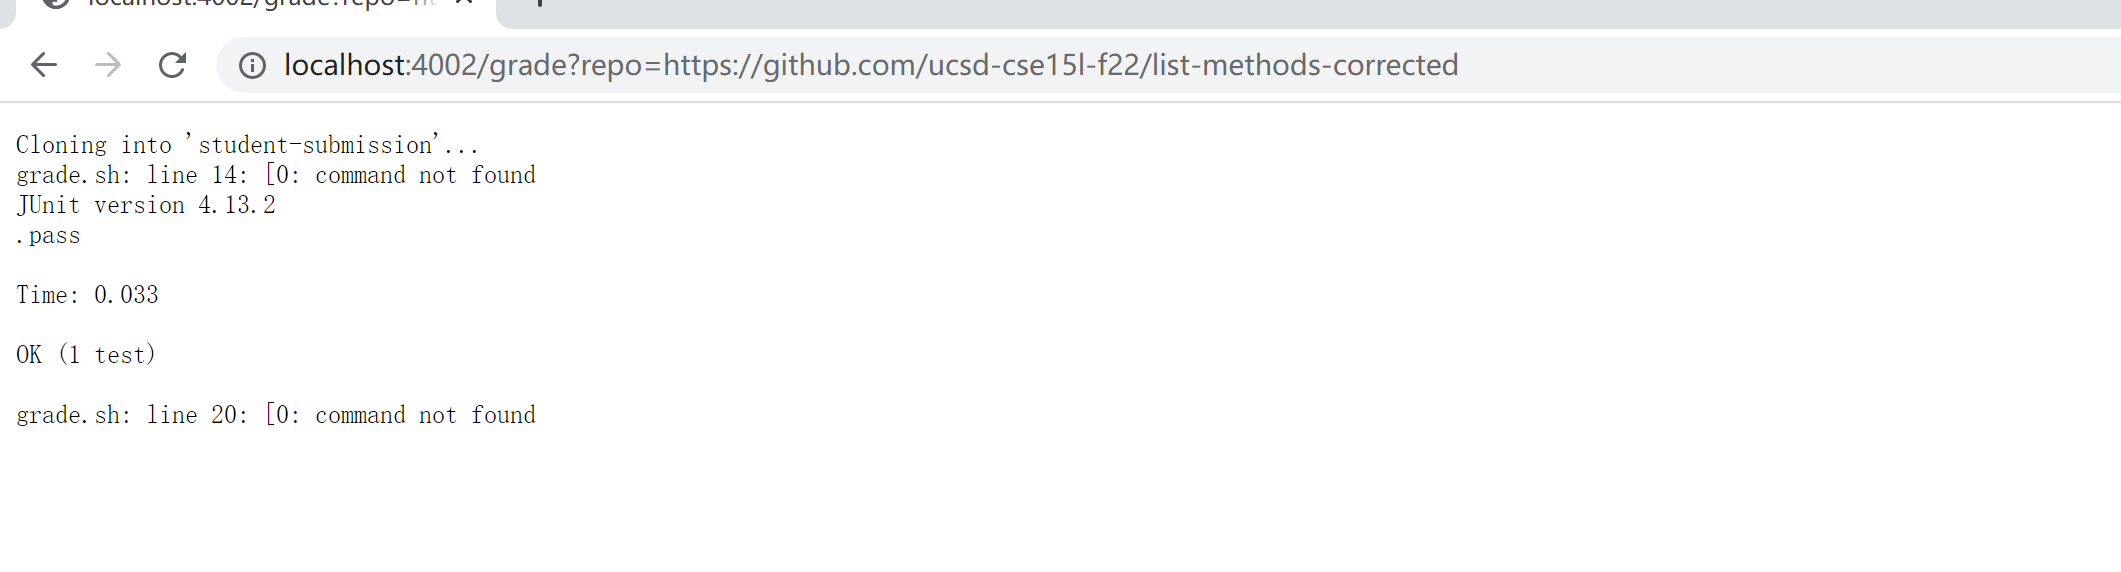 localhost:4002/grade?repo=ht
localhost:4002/grade?repo=https://github.com/ucsd-cse15l-f22/list-methods-corrected
Cloning into 'student-submission'...
grade.sh: line 14: [0: command not found
JUnit version 4.13.2
.pass
Time: 0.033
OK (1 test)
grade.sh: line 20: [0: command not found